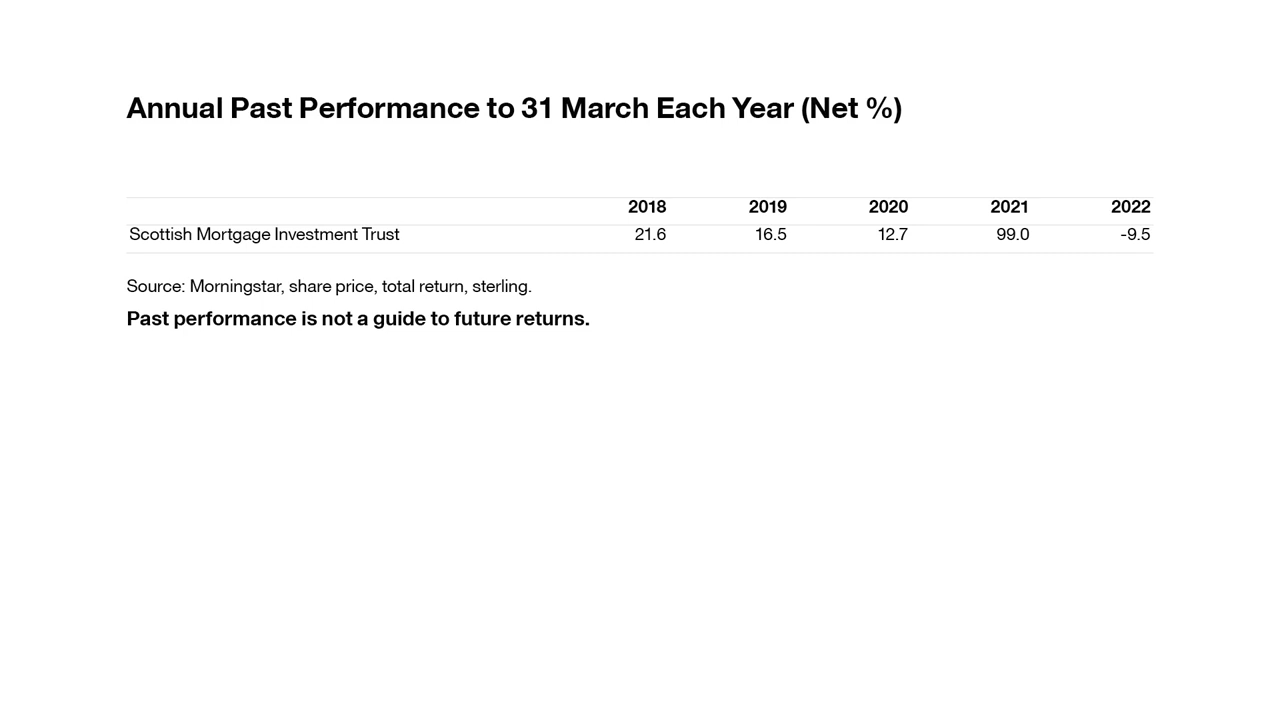 Annual Past Performance to 31 March Each Year (Net %)
2018 2019 2020 2021 2022
Scottish Mortgage Investment Trust 21.6 16.5 12.7 99.0 -9.5
Source: Morningstar, share price, total return, sterling.
Past performance is not a guide to future returns.